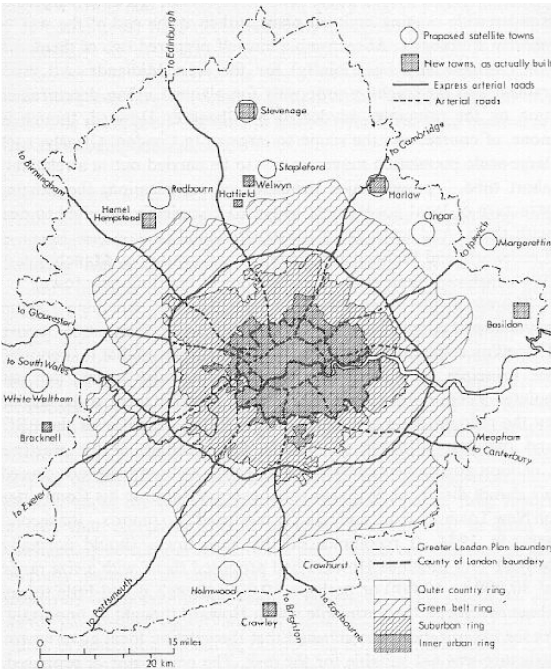 to Edinburgh
Proposed satellite towns
New towns, as actually built
Express arterial roads
Arterial roads
Stevenage
to Cambridge
to Birmingham
Stapleford
Welwyn
Redbourn
Hatfield
Harlow
Hemel
Hempstead
Ongar
to Ipswich
Margaretting
Basildon
to Gloucester
to South Wales
White Waltham
Bracknell
Meopham
to Canterbury
to Exeter
Crowhurst
Holmwood
to Portsmouth
Crawley
to Brighton
to Eastbourne
Greater London Plan boundary
County of London boundary
Outer country ring
Green belt ring
Suburban ring
Inner urban ring
0 15 miles
0 20 km.